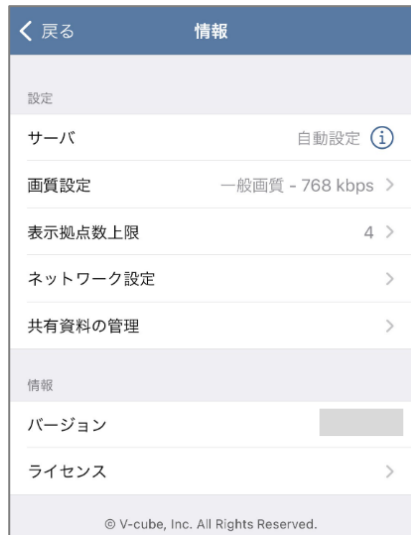 戻る 情報
設定
サーバ 自動設定
画質設定 一般画質 - 768 kbps
表示拠点数上限 4
ネットワーク設定
共有資料の管理
情報
バージョン
ライセンス
© V-cube, Inc. All Rights Reserved.